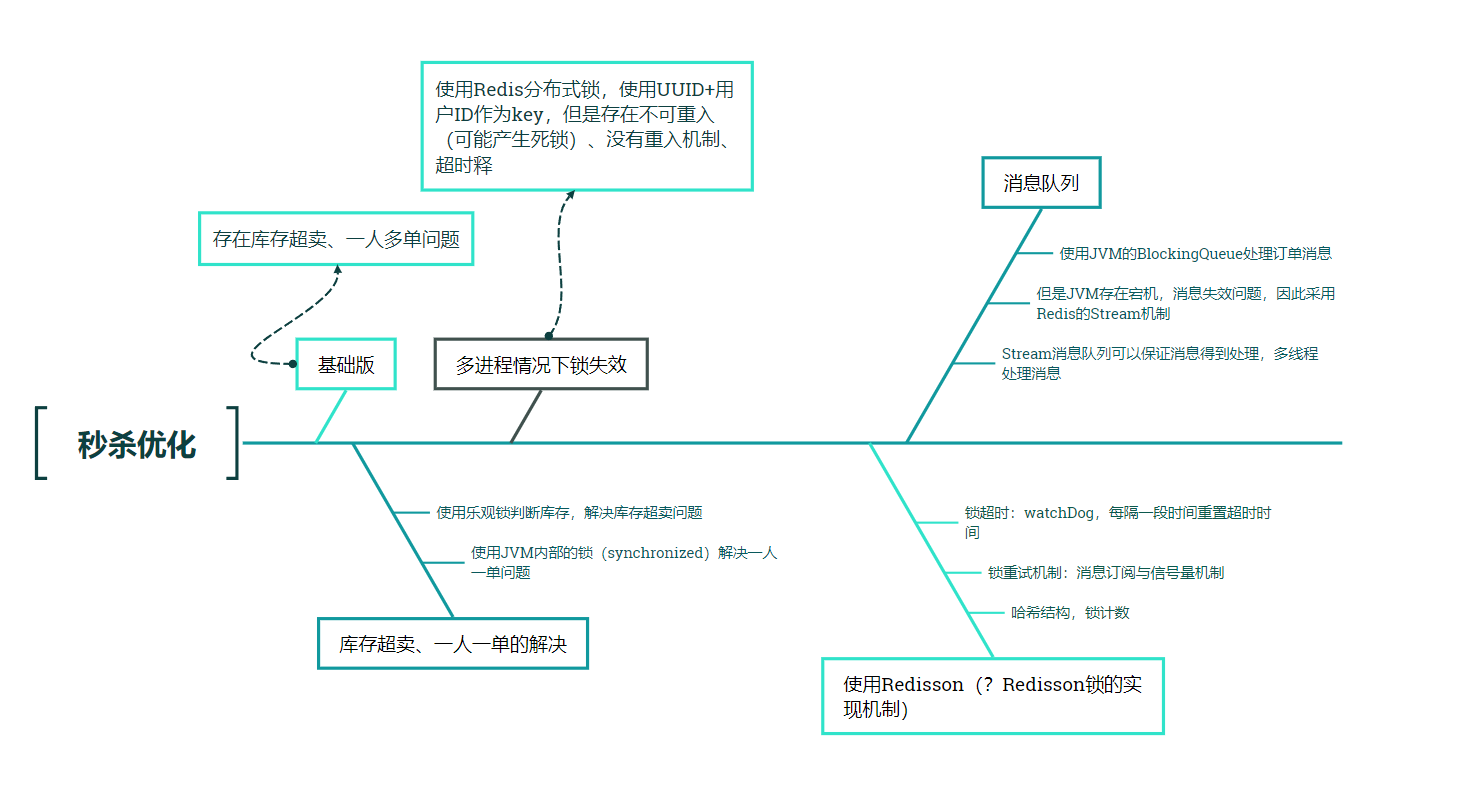 使用Redis分布式锁，使用UUID+用
户ID作为key，但是存在不可重入
（可能产生死锁）、没有重入机制、
超时释
存在库存超卖、一人多单问题
基础版
多进程情况下锁失效
消息队列
使用JVM的BlockingQueue处理订单消息
但是JVM存在宕机，消息失效问题，因此采用
Redis的Stream机制
Stream消息队列可以保证消息得到处理，多线程
处理消息
秒杀优化
使用乐观锁判断库存，解决库存超卖问题
使用JVM内部的锁（synchronized）解决一人
一单问题
库存超卖、一人一单的解决
锁超时：watchDog，每隔一段时间重置超时时
间
锁重试机制：消息订阅与信号量机制
哈希结构，锁计数
使用Redisson（？Redisson锁的实
现机制）